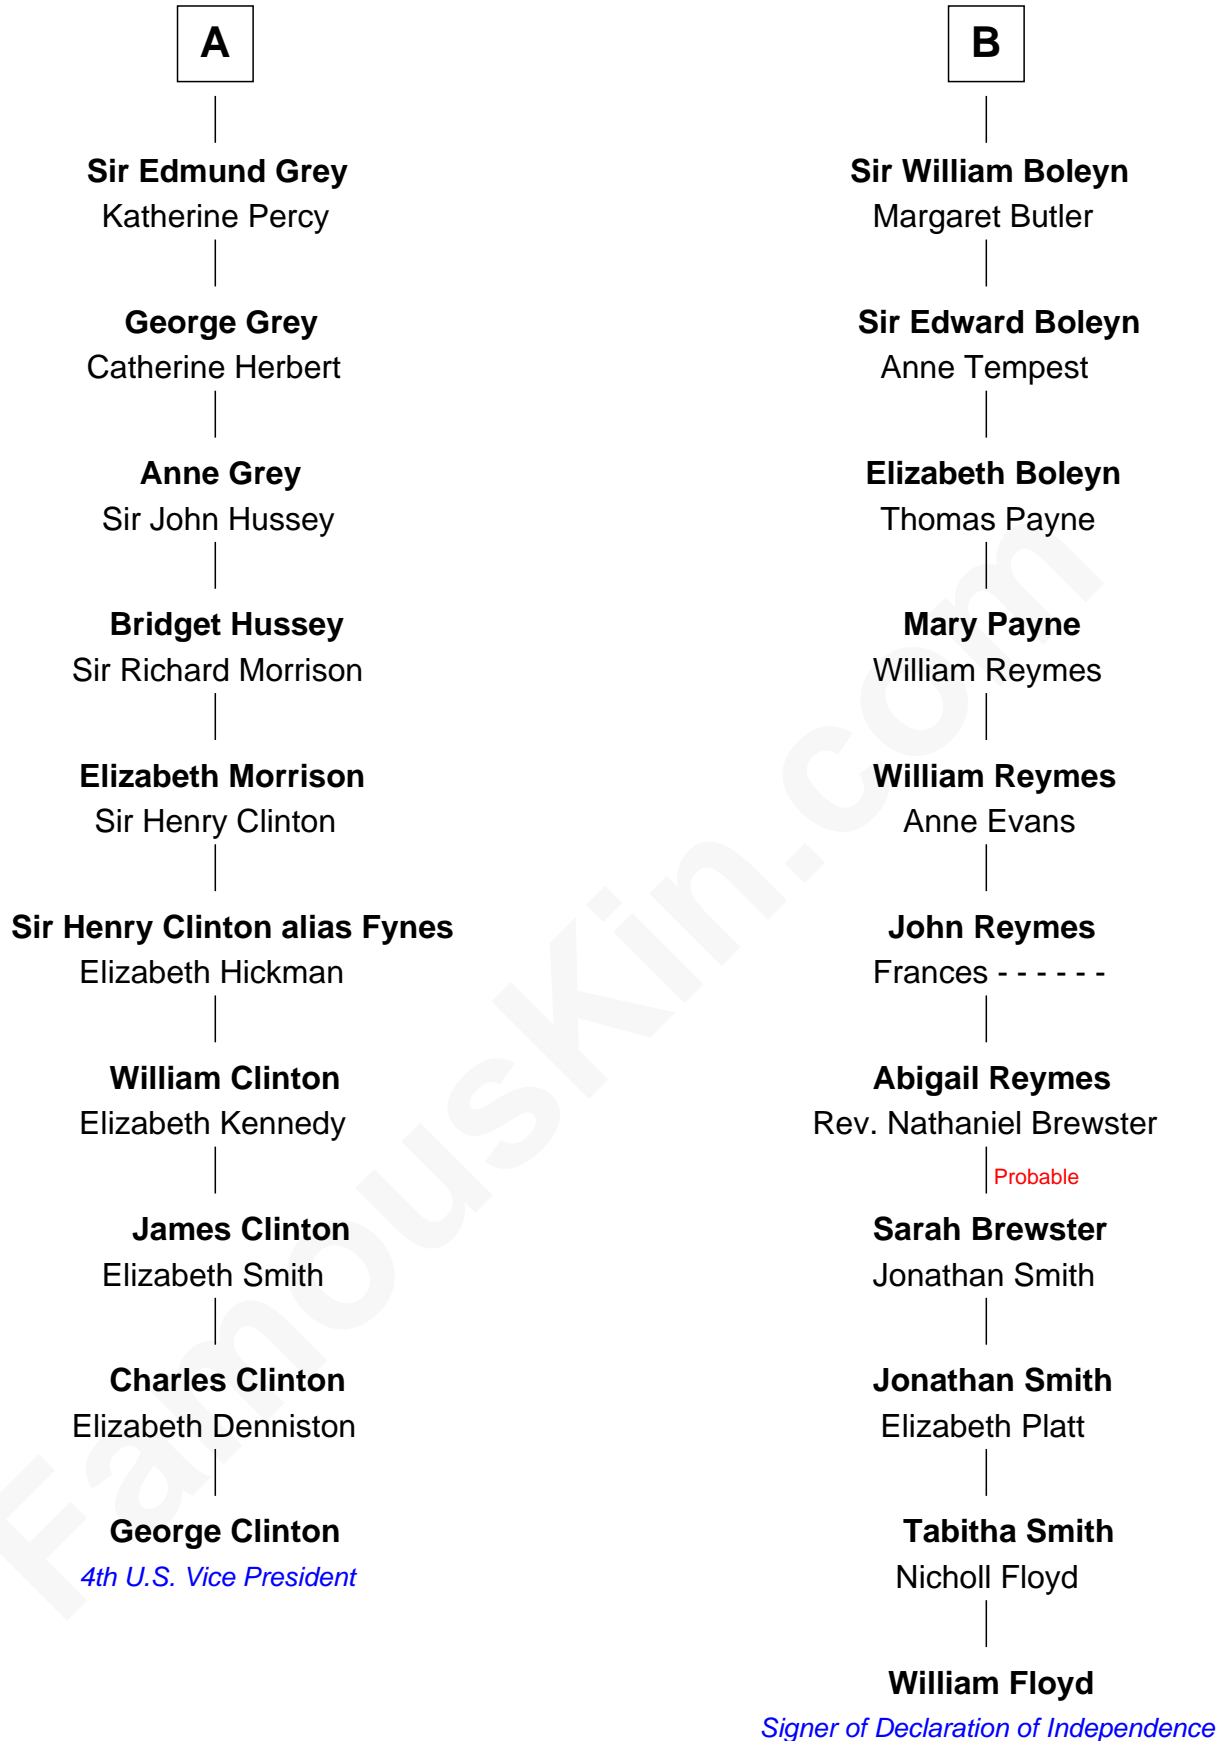 A
Sir Edmund Grey
Katherine Percy
George Grey
Catherine Herbert
Anne Grey
Sir John Hussey
Bridget Hussey
Sir Richard Morrison
Elizabeth Morrison
Sir Henry Clinton
Sir Henry Clinton alias Fynes
Elizabeth Hickman
William Clinton
Elizabeth Kennedy
James Clinton
Elizabeth Smith
Charles Clinton
Elizabeth Denniston
George Clinton
4th U.S. Vice President
B
Sir William Boleyn
Margaret Butler
Sir Edward Boleyn
Anne Tempest
Elizabeth Boleyn
Thomas Payne
Mary Payne
William Reymes
William Reymes
Anne Evans
John Reymes
Frances - - - - - -
Abigail Reymes
Rev. Nathaniel Brewster
Probable
Sarah Brewster
Jonathan Smith
Jonathan Smith
Elizabeth Platt
Tabitha Smith
Nicholl Floyd
William Floyd
Signer of Declaration of Independence
FamousKin.com